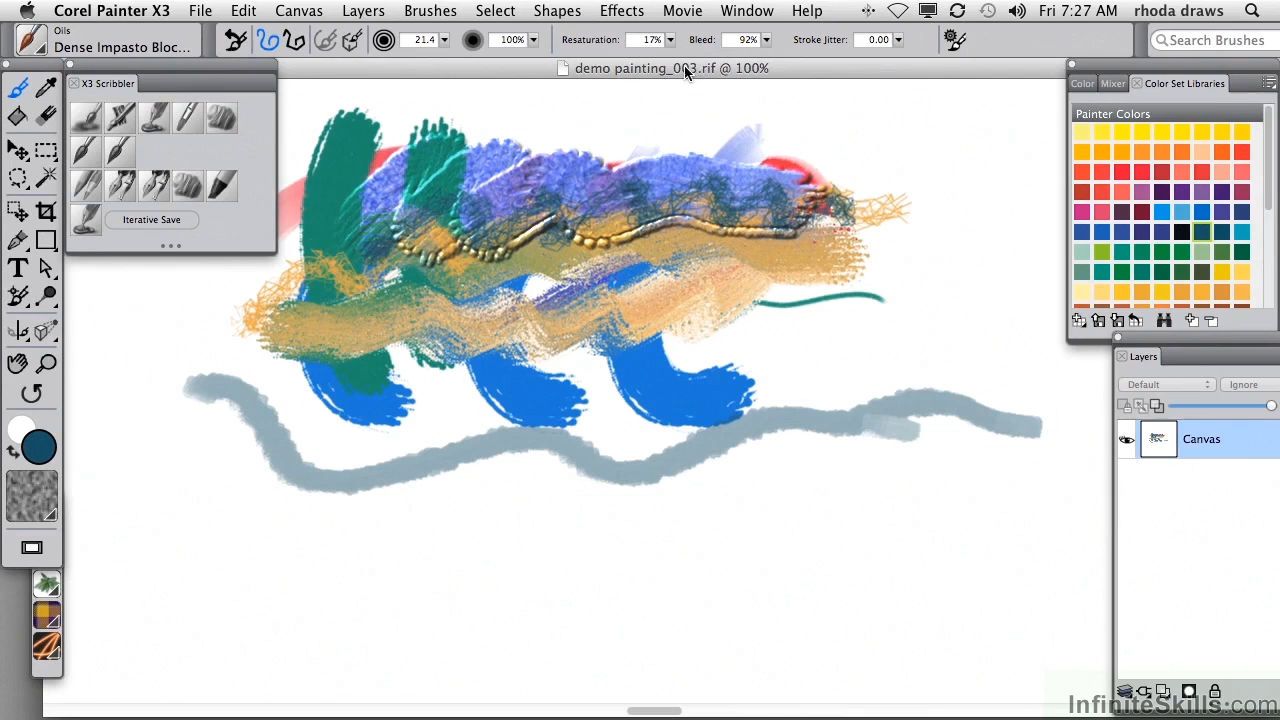 Corel Painter X3 File Edit Canvas Layers Brushes Select Shapes Effects Movie Window Help Fri 7:27 AM rhoda draws
Oils
Dense Impasto Bloc...
21.4 100% Resaturation: 17% Bleed: 92% Stroke Jitter: 0.00 Search Brushes
demo painting_003.rif @ 100%
X3 Scribbler
Color Mixer Color Set Libraries
Painter Colors
Iterative Save
Layers
Default Ignore
Canvas
T
InfiniteSkills.com